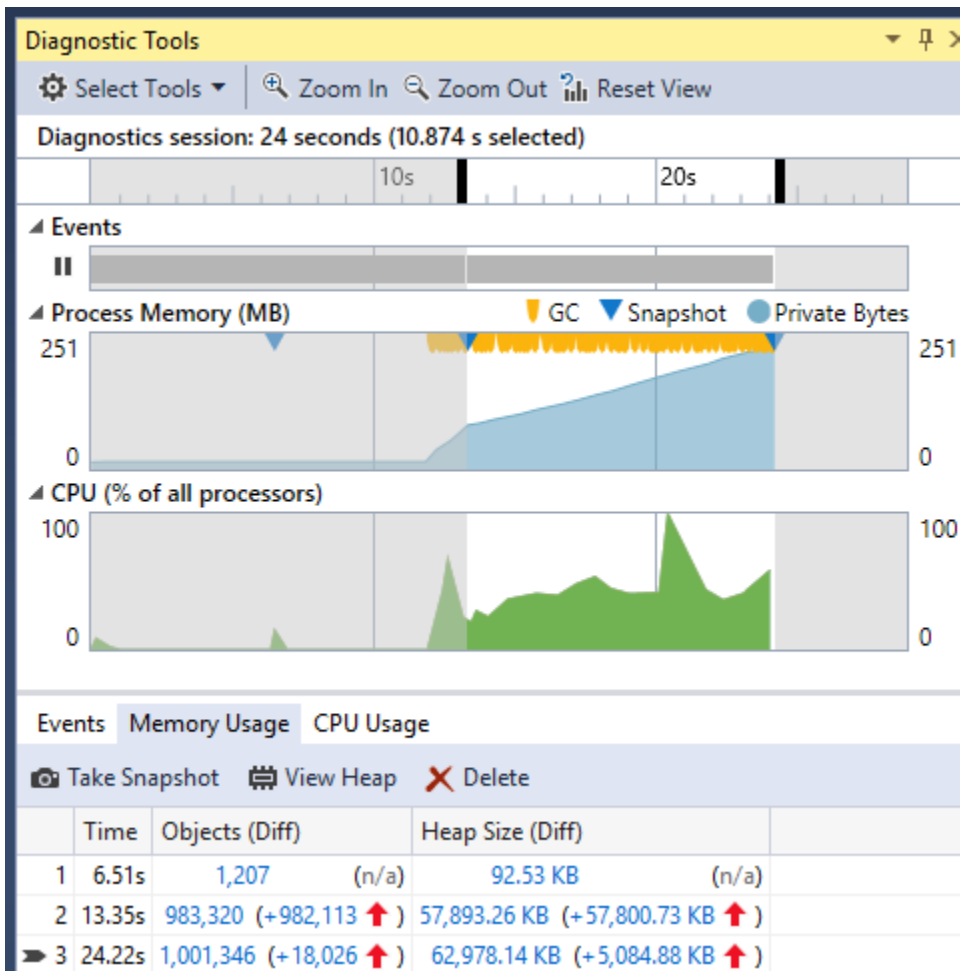 Diagnostic Tools
Select Tools Zoom In Zoom Out Reset View
Diagnostics session: 24 seconds (10.874 s selected)
10s 20s
Events
Process Memory (MB) GC Snapshot Private Bytes
251 251
0 0
CPU (% of all processors)
100 100
0 0
Events Memory Usage CPU Usage
Take Snapshot View Heap Delete
Time Objects (Diff) Heap Size (Diff)
1 6.51s 1,207 (n/a) 92.53 KB (n/a)
2 13.35s 983,320 (+982,113 ) 57,893.26 KB (+57,800.73 KB )
3 24.22s 1,001,346 (+18,026 ) 62,978.14 KB (+5,084.88 KB )